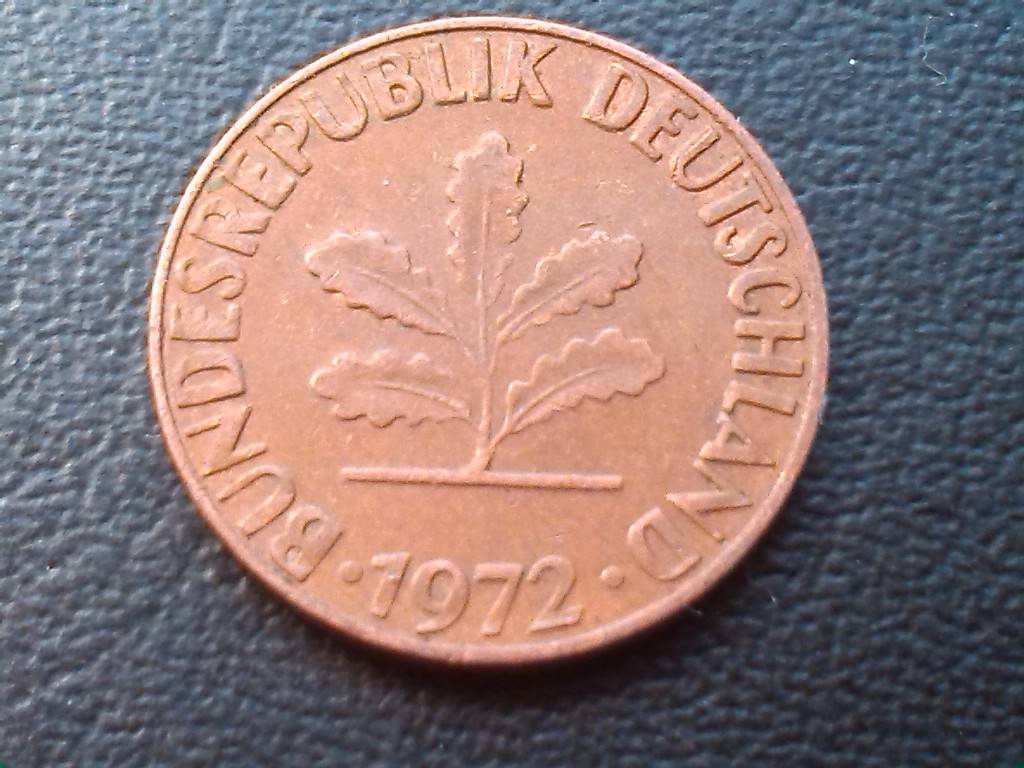 BUNDESREPUBLIK DEUTSCHLAND
· 1972 ·